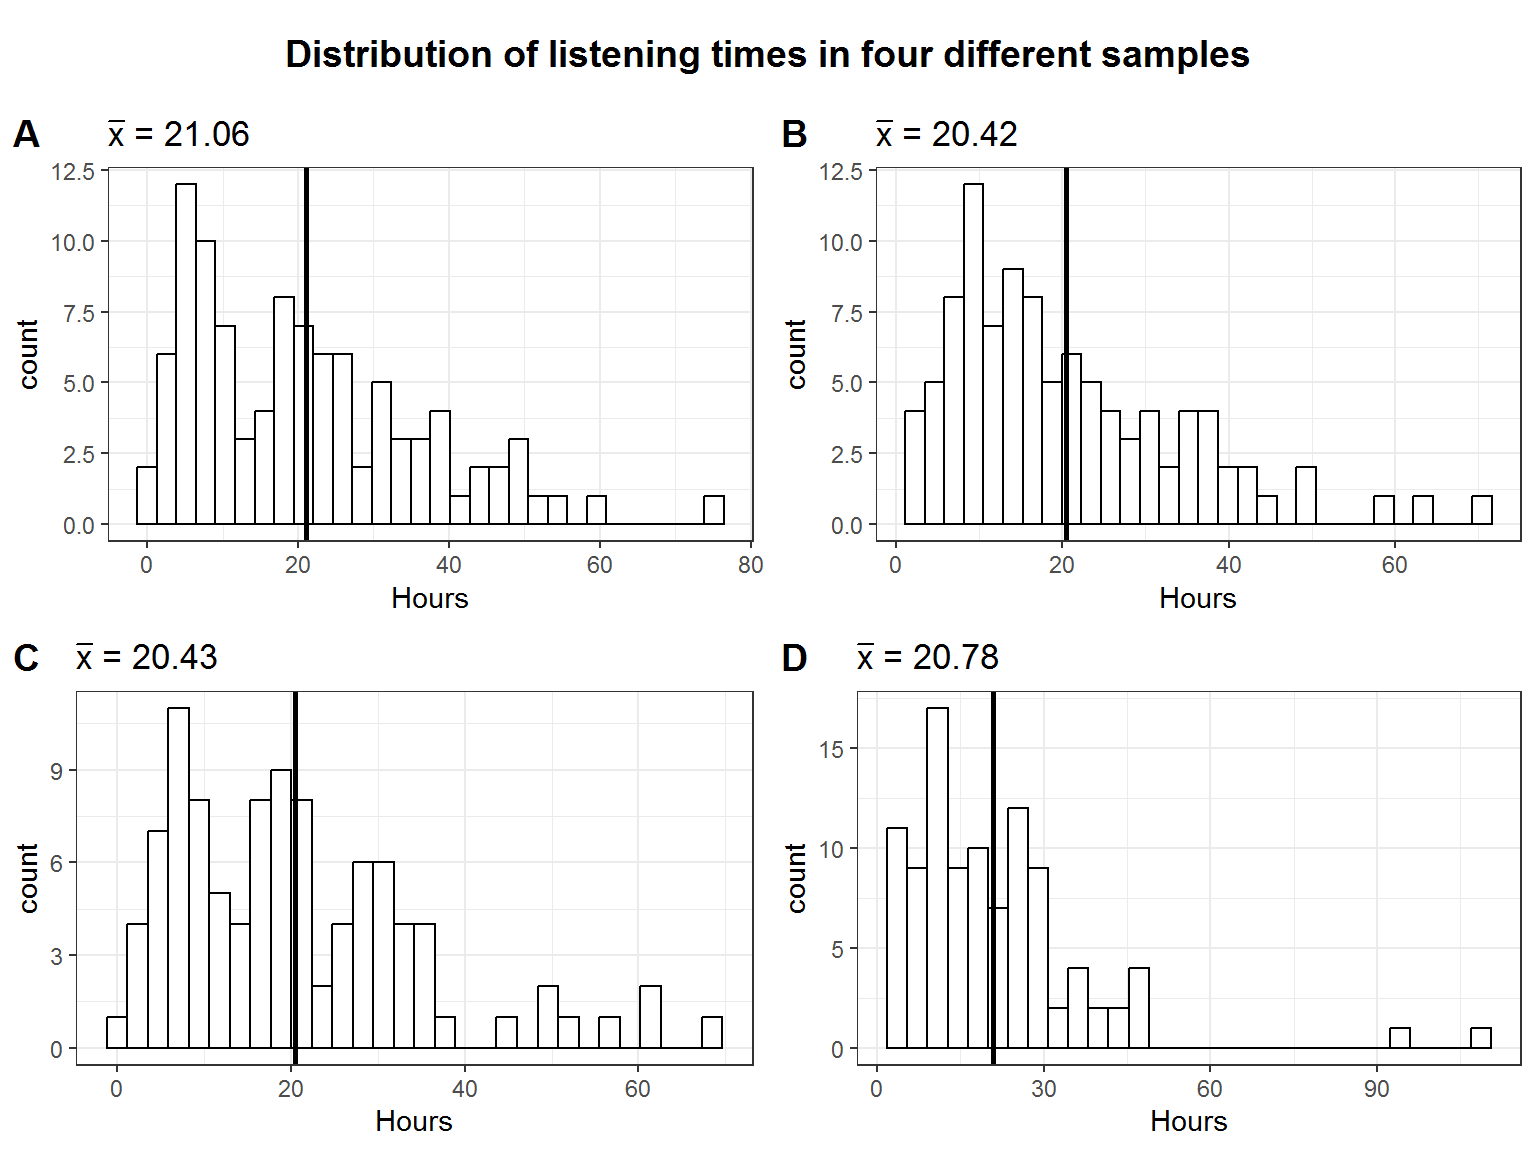 Distribution of listening times in four different samples
A
x̅ = 21.06
12.5
10.0
7.5
5.0
2.5
0.0
count
0 20 40 60 80
Hours
B
x̅ = 20.42
12.5
10.0
7.5
5.0
2.5
0.0
count
0 20 40 60
Hours
C
x̅ = 20.43
9
6
3
0
count
0 20 40 60
Hours
D
x̅ = 20.78
15
10
5
0
count
0 30 60 90
Hours